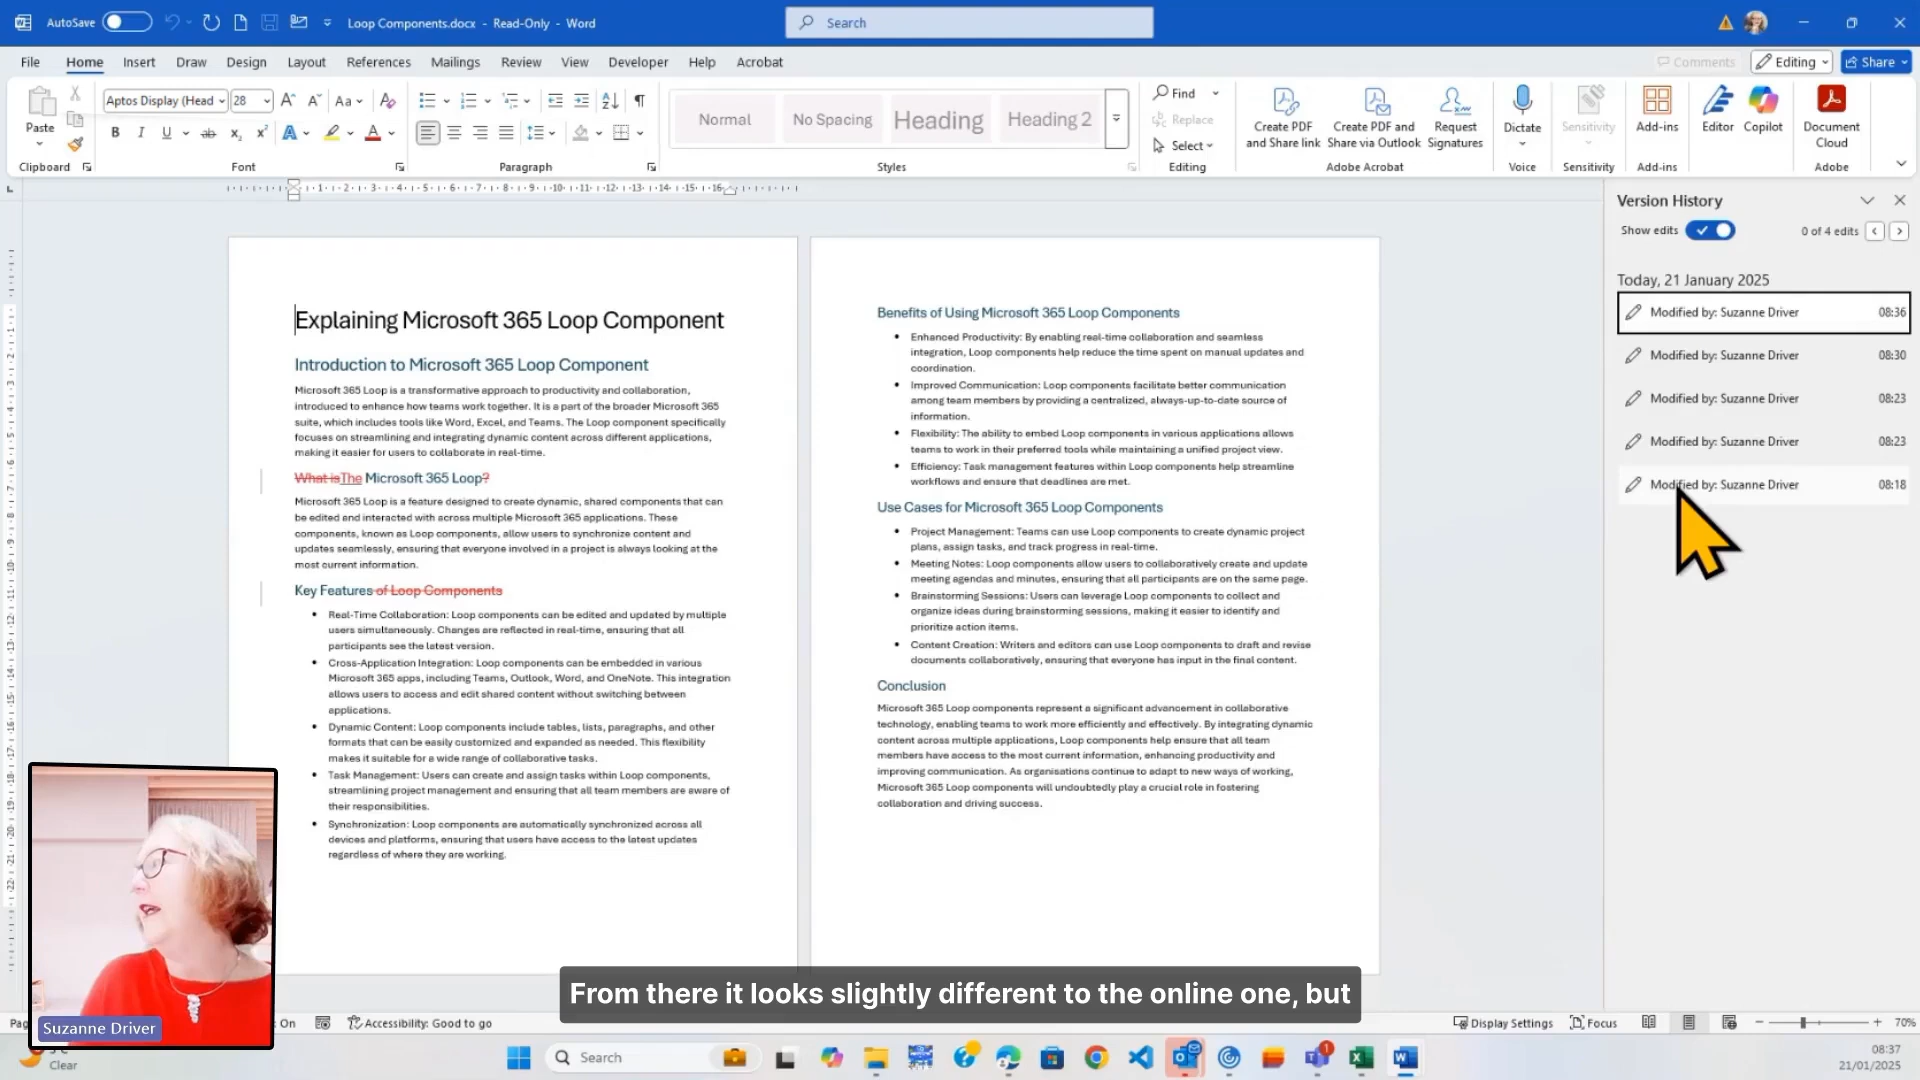 AutoSave
Loop Components.docx - Read-Only - Word
Search
File Home Insert Draw Design Layout References Mailings Review View Developer Help Acrobat
Comments Editing Share
Paste
Clipboard
Aptos Display (Head 28
Font
Paragraph
Normal No Spacing Heading Heading 2
Styles
Find
Replace
Select
Editing
Create PDF and Share link
Create PDF and Share via Outlook
Request Signatures
Adobe Acrobat
Dictate
Voice
Sensitivity
Sensitivity
Add-ins
Add-ins
Editor
Copilot
Document Cloud
Adobe
Explaining Microsoft 365 Loop Component
Introduction to Microsoft 365 Loop Component
Microsoft 365 Loop is a transformative approach to productivity and collaboration,
introduced to enhance how teams work together. It is a part of the broader Microsoft 365
suite, which includes tools like Word, Excel, and Teams. The Loop component specifically
focuses on streamlining and integrating dynamic content across different applications,
making it easier for users to collaborate in real-time.
What isThe Microsoft 365 Loop?
Microsoft 365 Loop is a feature designed to create dynamic, shared components that can
be edited and interacted with across multiple Microsoft 365 applications. These
components, known as Loop components, allow users to synchronize content and
updates seamlessly, ensuring that everyone involved in a project is always looking at the
most current information.
Key Features of Loop Components
• Real-Time Collaboration: Loop components can be edited and updated by multiple
users simultaneously. Changes are reflected in real-time, ensuring that all
participants see the latest version.
• Cross-Application Integration: Loop components can be embedded in various
Microsoft 365 apps, including Teams, Outlook, Word, and OneNote. This integration
allows users to access and edit shared content without switching between
applications.
• Dynamic Content: Loop components include tables, lists, paragraphs, and other
formats that can be easily customized and expanded as needed. This flexibility
makes it suitable for a wide range of collaborative tasks.
• Task Management: Users can create and assign tasks within Loop components,
streamlining project management and ensuring that all team members are aware of
their responsibilities.
• Synchronization: Loop components are automatically synchronized across all
devices and platforms, ensuring that users have access to the latest updates
regardless of where they are working.
Benefits of Using Microsoft 365 Loop Components
• Enhanced Productivity: By enabling real-time collaboration and seamless
integration, Loop components help reduce the time spent on manual updates and
coordination.
• Improved Communication: Loop components facilitate better communication
among team members by providing a centralized, always-up-to-date source of
information.
• Flexibility: The ability to embed Loop components in various applications allows
teams to work in their preferred tools while maintaining a unified project view.
• Efficiency: Task management features within Loop components help streamline
workflows and ensure that deadlines are met.
Use Cases for Microsoft 365 Loop Components
• Project Management: Teams can use Loop components to create dynamic project
plans, assign tasks, and track progress in real-time.
• Meeting Notes: Loop components allow users to collaboratively create and update
meeting agendas and minutes, ensuring that all participants are on the same page.
• Brainstorming Sessions: Users can leverage Loop components to collect and
organize ideas during brainstorming sessions, making it easier to identify and
prioritize action items.
• Content Creation: Writers and editors can use Loop components to draft and revise
documents collaboratively, ensuring that everyone has input in the final content.
Conclusion
Microsoft 365 Loop components represent a significant advancement in collaborative
technology, enabling teams to work more efficiently and effectively. By integrating dynamic
content across multiple applications, Loop components help ensure that all team
members have access to the most current information, enhancing productivity and
improving communication. As organisations continue to adapt to new ways of working,
Microsoft 365 Loop components will undoubtedly play a crucial role in fostering
collaboration and driving success.
Version History
Show edits 0 of 4 edits
Today, 21 January 2025
Modified by: Suzanne Driver 08:36
Modified by: Suzanne Driver 08:30
Modified by: Suzanne Driver 08:23
Modified by: Suzanne Driver 08:23
Modified by: Suzanne Driver 08:18
From there it looks slightly different to the online one, but
Suzanne Driver
On Accessibility: Good to go
Display Settings Focus 70%
Clear
Search
08:37
21/01/2025